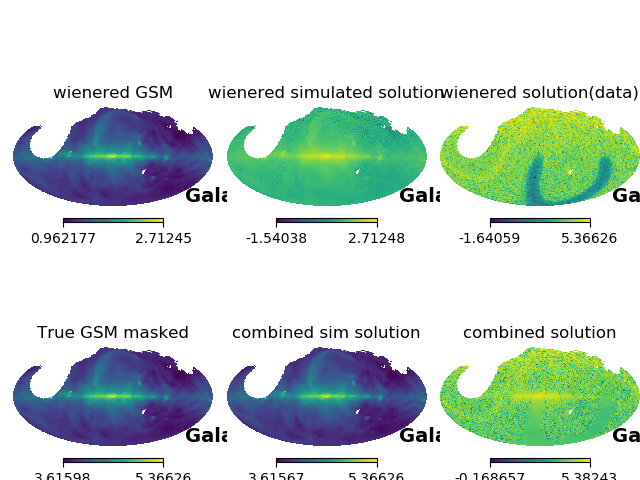 wienered GSM wienered simulated solution wienered solution(data)
Gala Gala Ga
0.962177 2.71245 -1.54038 2.71248 -1.64059 5.36626
True GSM masked combined sim solution combined solution
Gala Gala Ga
3.61598 5.36626 3.61567 5.36626 -0.168657 5.38243